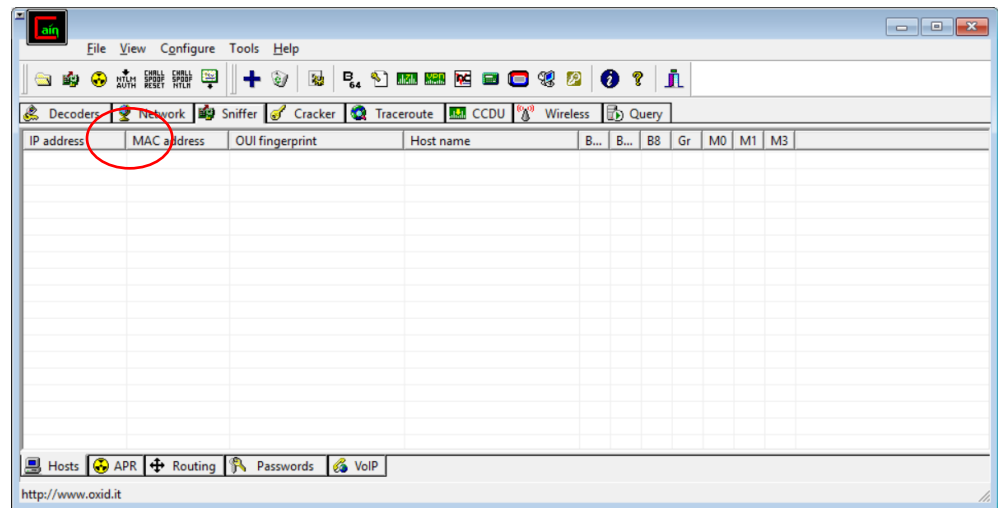 aín
File View Configure Tools Help
NTLM AUTH CHALL SPOOF RESET CHALL SPOOF NTLM B 64
Decoders Network Sniffer Cracker Traceroute CCDU Wireless Query
IP address MAC address OUI fingerprint Host name B... B... B8 Gr M0 M1 M3
Hosts APR Routing Passwords VoIP
http://www.oxid.it